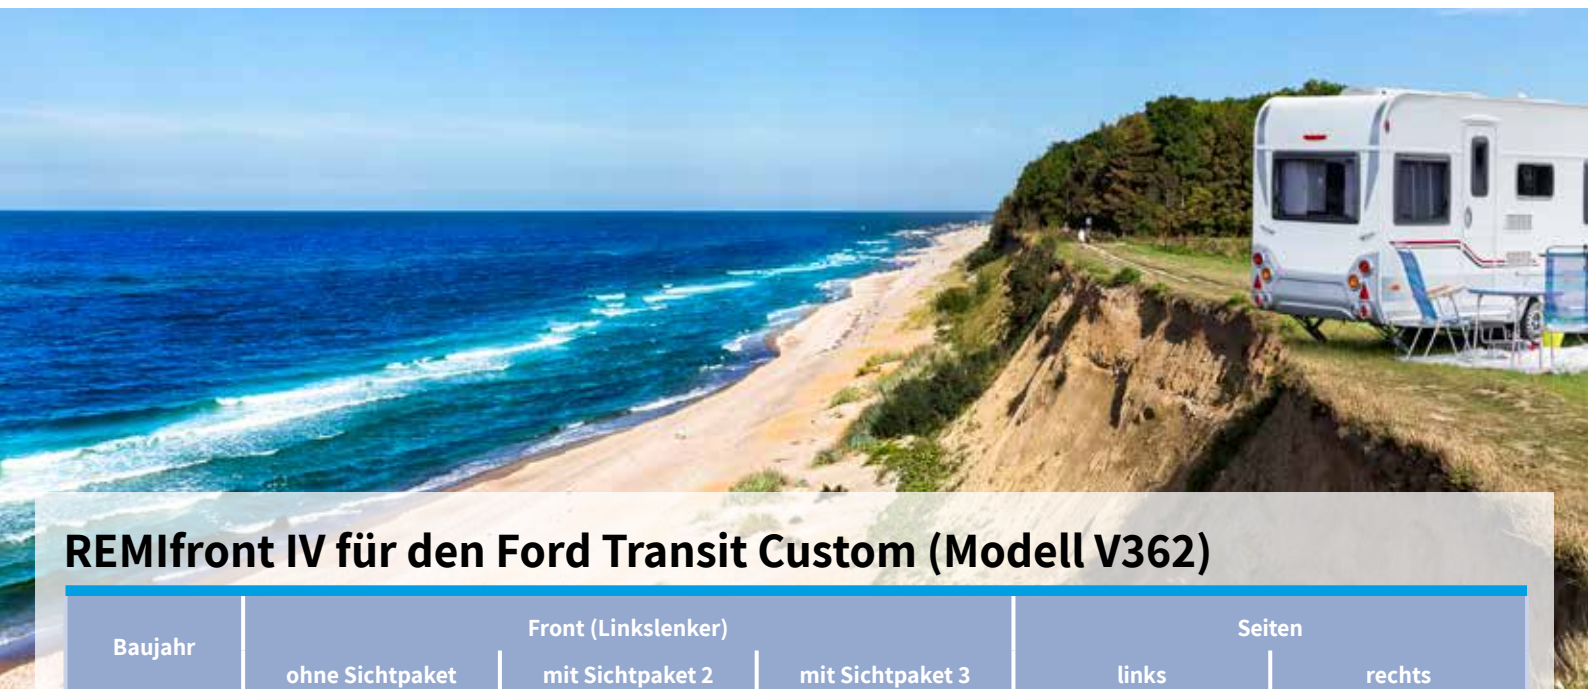 REMIfront IV für den Ford Transit Custom (Modell V362)
Baujahr
Front (Linkslenker)
Seiten
ohne Sichtpaket
mit Sichtpaket 2
mit Sichtpaket 3
links
rechts